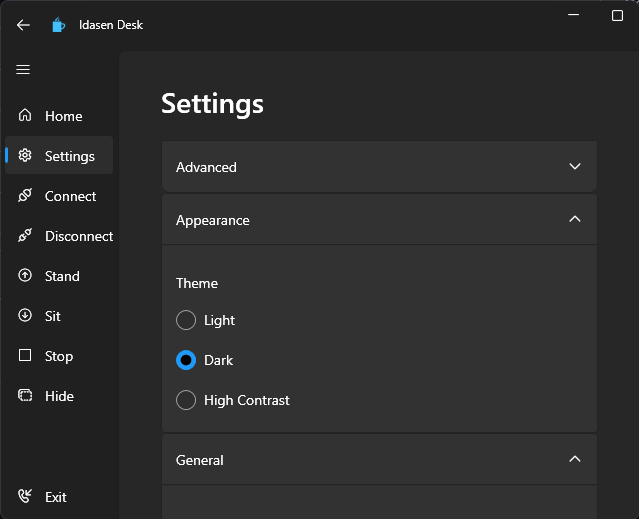 Idasen Desk
Home
Settings
Connect
Disconnect
Stand
Sit
Stop
Hide
Exit
Settings
Advanced
Appearance
Theme
Light
Dark
High Contrast
General